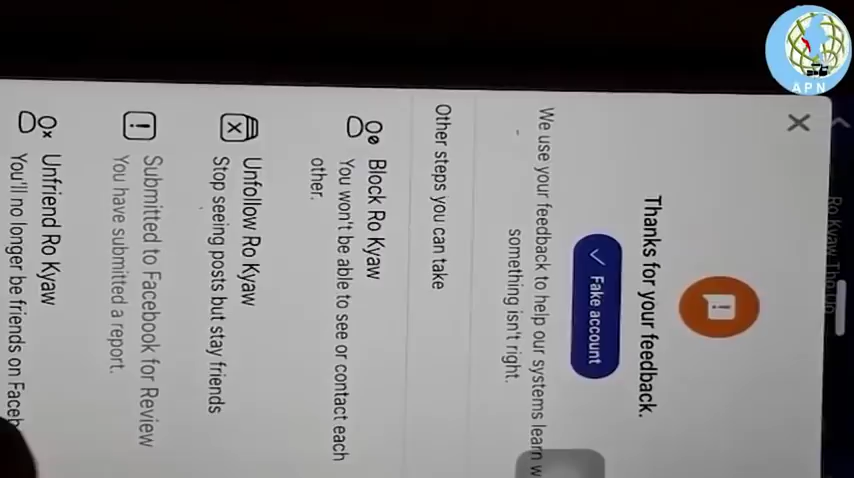 APN
Ro Kyaw
Thanks for your feedback.
Fake account
We use your feedback to help our systems learn w
something isn't right.
Other steps you can take
Block Ro Kyaw
You won't be able to see or contact each
other.
Unfollow Ro Kyaw
Stop seeing posts but stay friends
Submitted to Facebook for Review
You have submitted a report.
Unfriend Ro Kyaw
You'll no longer be friends on Faceb